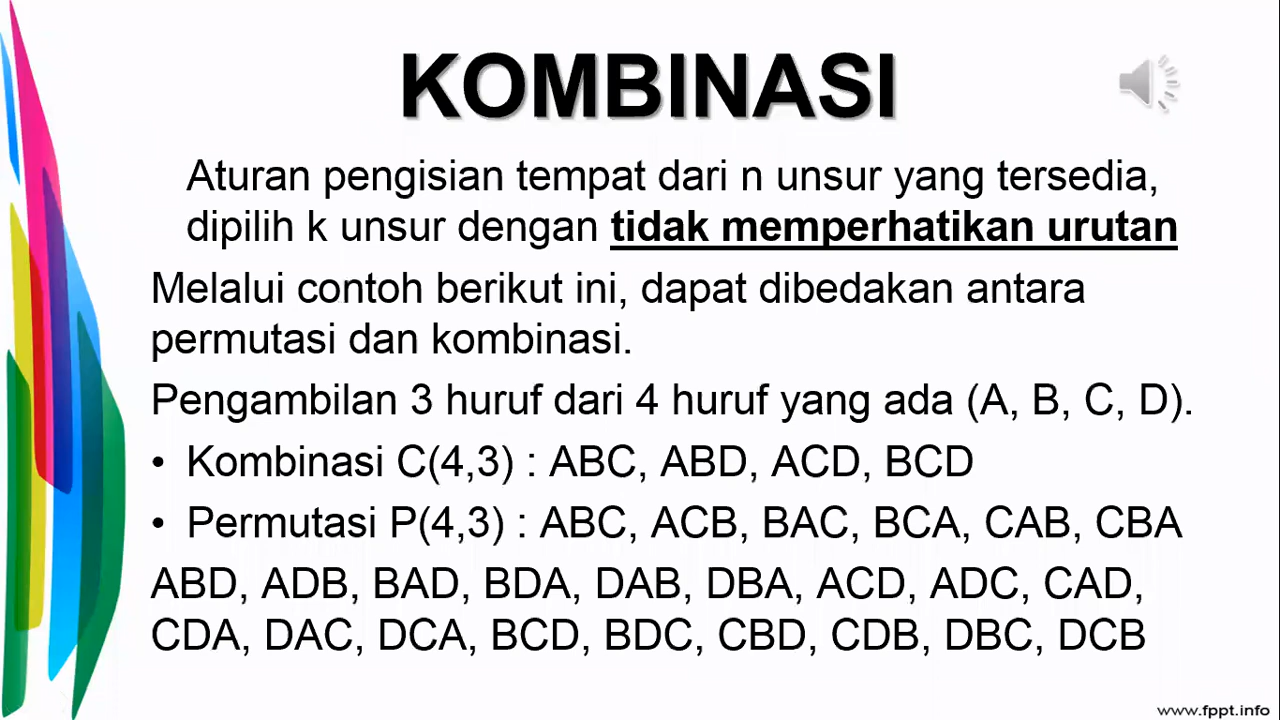 KOMBINASI
Aturan pengisian tempat dari n unsur yang tersedia,
dipilih k unsur dengan tidak memperhatikan urutan
Melalui contoh berikut ini, dapat dibedakan antara
permutasi dan kombinasi.
Pengambilan 3 huruf dari 4 huruf yang ada (A, B, C, D).
• Kombinasi C(4,3) : ABC, ABD, ACD, BCD
• Permutasi P(4,3) : ABC, ACB, BAC, BCA, CAB, CBA
ABD, ADB, BAD, BDA, DAB, DBA, ACD, ADC, CAD,
CDA, DAC, DCA, BCD, BDC, CBD, CDB, DBC, DCB
www.fppt.info